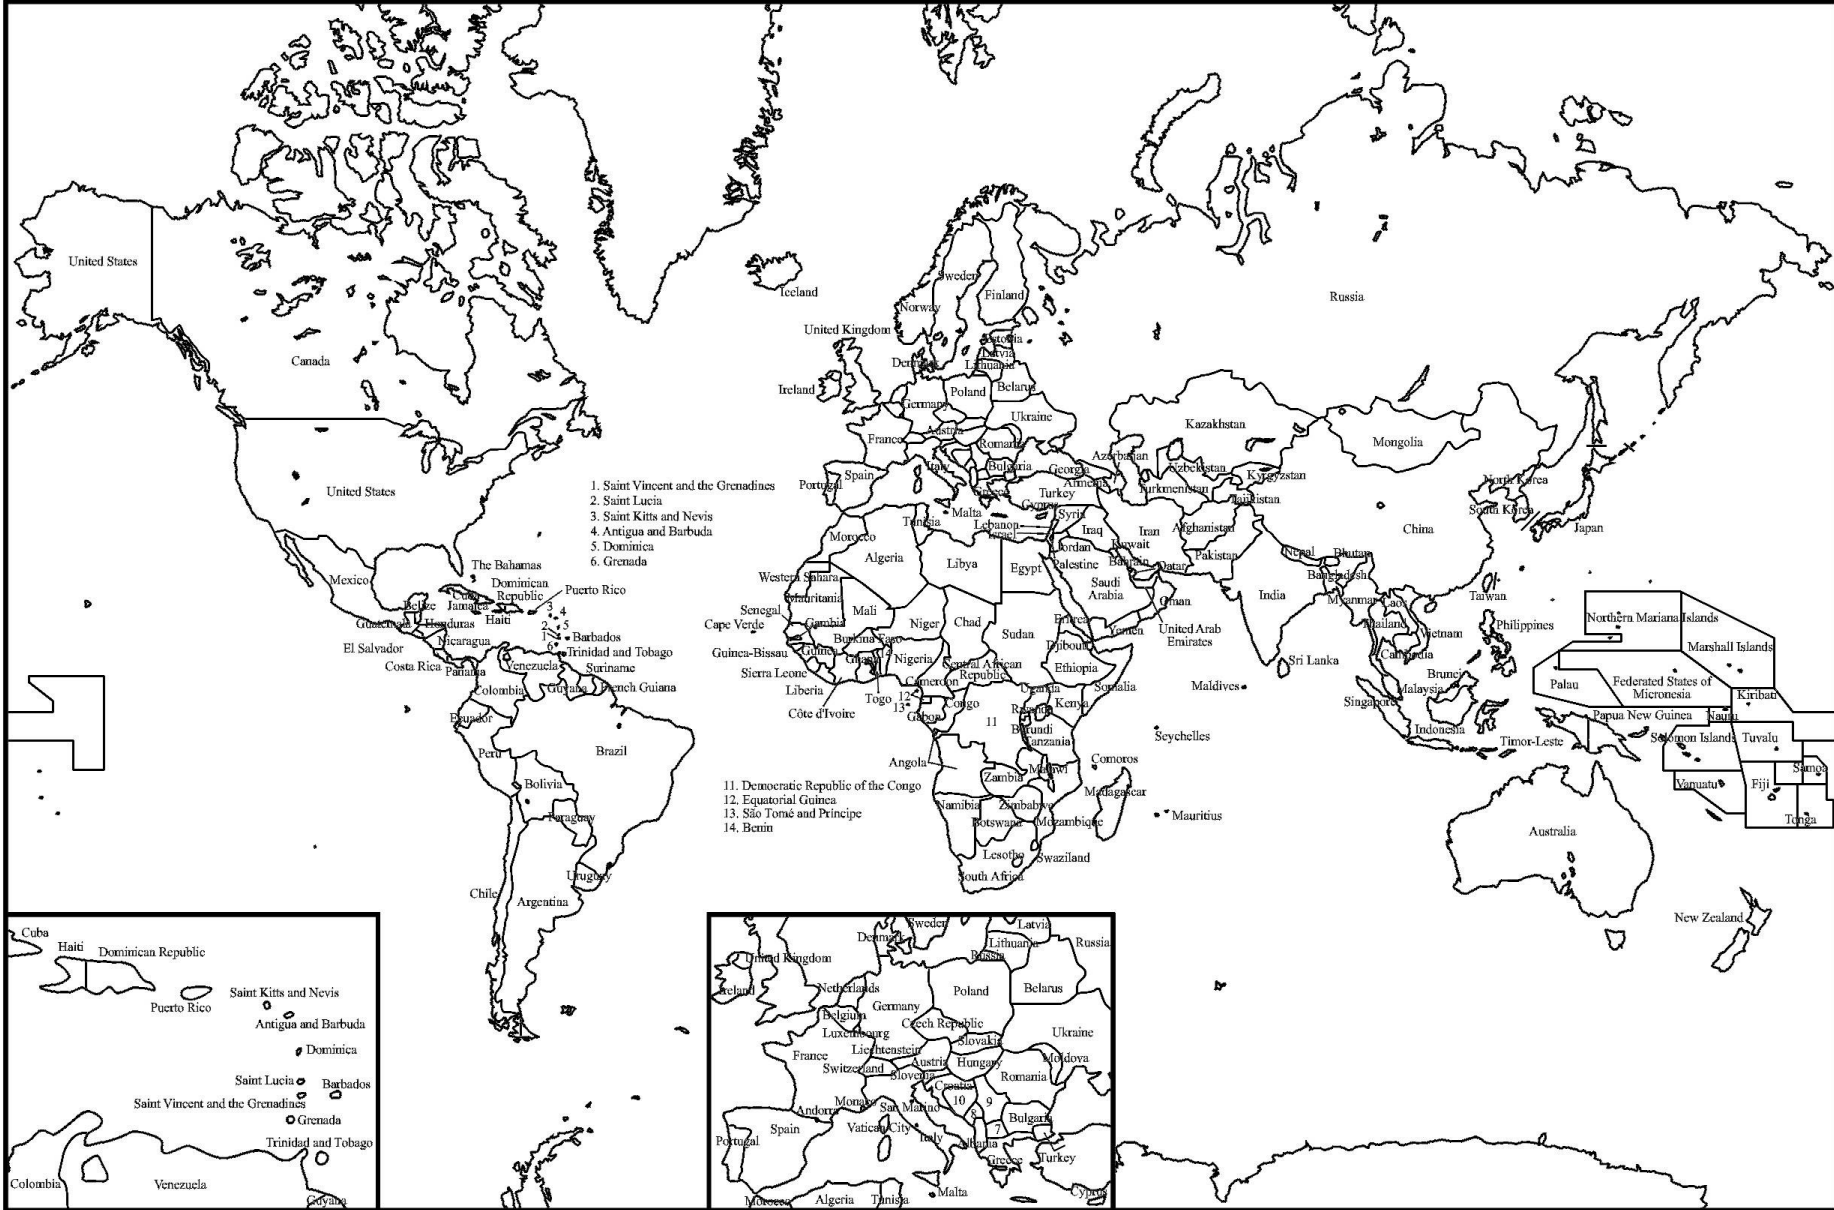 United States
Canada
Iceland
Sweden
Finland
Norway
Russia
United Kingdom
Estonia
Latvia
Lithuania
Denmark
Ireland
Poland
Belarus
Germany
Ukraine
Kazakhstan
Mongolia
Austria
France
Romania
Italy
Bulgaria
Spain
Portugal
Greece
Georgia
Azerbaijan
Armenia
Turkey
Uzbekistan
Kyrgyzstan
Turkmenistan
Tajikistan
North Korea
South Korea
Japan
China
United States
1. Saint Vincent and the Grenadines
2. Saint Lucia
3. Saint Kitts and Nevis
4. Antigua and Barbuda
5. Dominica
6. Grenada
Malta
Tunisia
Cyprus
Syria
Lebanon
Israel
Iraq
Iran
Afghanistan
Morocco
Algeria
Libya
Egypt
Jordan
Palestine
Kuwait
Bahrain
Qatar
Pakistan
Nepal
Bhutan
Bangladesh
India
Myanmar
Laos
Taiwan
Saudi
Arabia
Oman
United Arab
Emirates
Yemen
Western Sahara
Mauritania
Mali
Niger
Chad
Sudan
Eritrea
Djibouti
Ethiopia
Somalia
Senegal
Cape Verde
Gambia
Guinea-Bissau
Guinea
Sierra Leone
Liberia
Côte d'Ivoire
Burkina Faso
Ghana
14
Togo
Nigeria
Cameroon
Central African
Republic
12
13
Gabon
Congo
11
Uganda
Kenya
Rwanda
Burundi
Tanzania
Angola
Zambia
Malawi
Comoros
Seychelles
Maldives
Sri Lanka
Madagascar
Mauritius
Namibia
Zimbabwe
Botswana
Mozambique
Lesotho
Swaziland
South Africa
11. Democratic Republic of the Congo
12. Equatorial Guinea
13. São Tomé and Príncipe
14. Benin
Thailand
Vietnam
Cambodia
Philippines
Brunei
Malaysia
Singapore
Indonesia
Timor-Leste
Northern Mariana Islands
Marshall Islands
Palau
Federated States of
Micronesia
Kiribati
Papua New Guinea
Nauru
Solomon Islands
Tuvalu
Samoa
Vanuatu
Fiji
Tonga
Australia
New Zealand
Mexico
The Bahamas
Cuba
Dominican
Republic
Puerto Rico
Belize
Jamaica
Haiti
Guatemala
Honduras
El Salvador
Nicaragua
Costa Rica
Panama
3
4
2
5
1
6
Barbados
Trinidad and Tobago
Venezuela
Suriname
Guyana
French Guiana
Colombia
Ecuador
Peru
Brazil
Bolivia
Paraguay
Uruguay
Chile
Argentina
Cuba
Haiti
Dominican Republic
Puerto Rico
Saint Kitts and Nevis
Antigua and Barbuda
Dominica
Saint Lucia
Barbados
Saint Vincent and the Grenadines
Grenada
Trinidad and Tobago
Colombia
Venezuela
Guyana
Sweden
Latvia
Denmark
Lithuania
Russia
Russia
United Kingdom
Ireland
Netherlands
Poland
Belarus
Germany
Belgium
Czech Republic
Luxembourg
Slovakia
Ukraine
France
Liechtenstein
Switzerland
Austria
Hungary
Moldova
Slovenia
Romania
Croatia
10
9
8
7
Monaco
San Marino
Andorra
Bulgaria
Spain
Vatican City
Italy
Albania
Portugal
Greece
Turkey
Malta
Cyprus
Morocco
Algeria
Tunisia